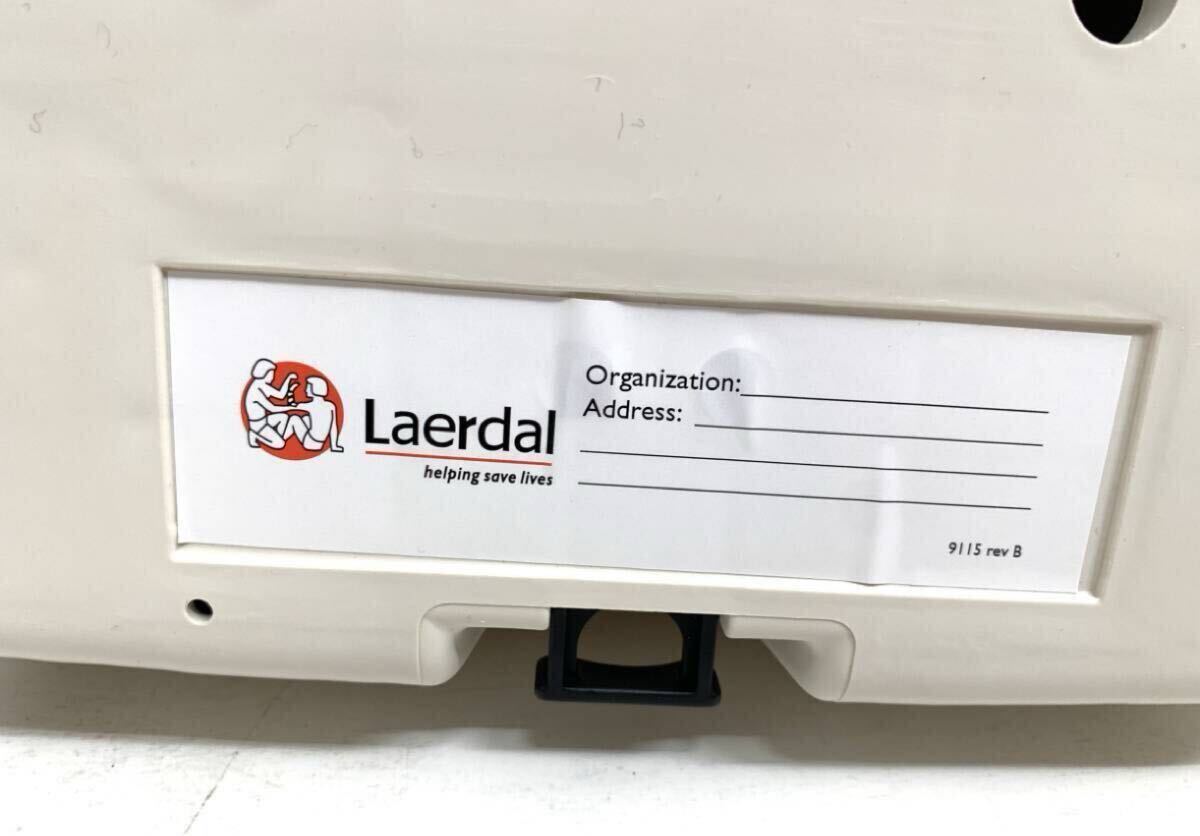 Laerdal
helping save lives
Organization:
Address:
9115 rev B